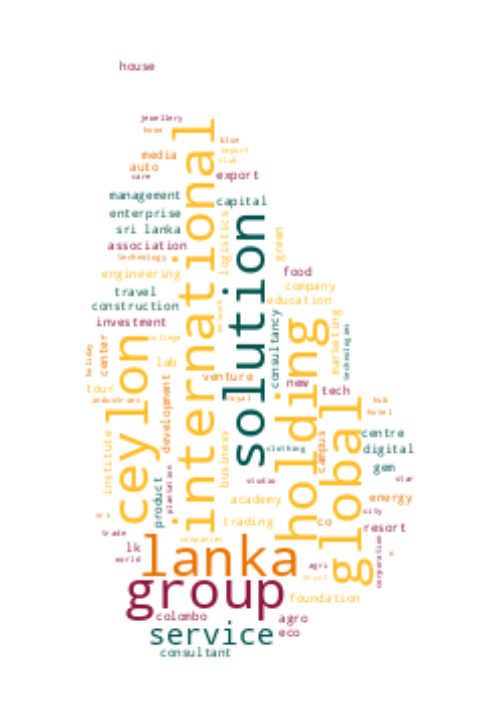 house
jewellery
home
international
blue
export
club
media
auto
care
export
management
capital
enterprise
solution
logistics
sri lanka
green
association
technology
engineering
food
company
travel
education
construction
network
investment
holding
consultancy
marketing
technologies
ceylon
college
center
holiday
lab
venture
new
tech
tour
industries
development
royal
global
hub
hotel
business
campus
centre
clothing
digital
institute
gem
plantation
product
studio
star
academy
energy
city
sri
trading
co
resort
trade
companies
lanka
lk
world
corporation
agri
trust
group
foundation
colombo
agro
service
eco
consultant